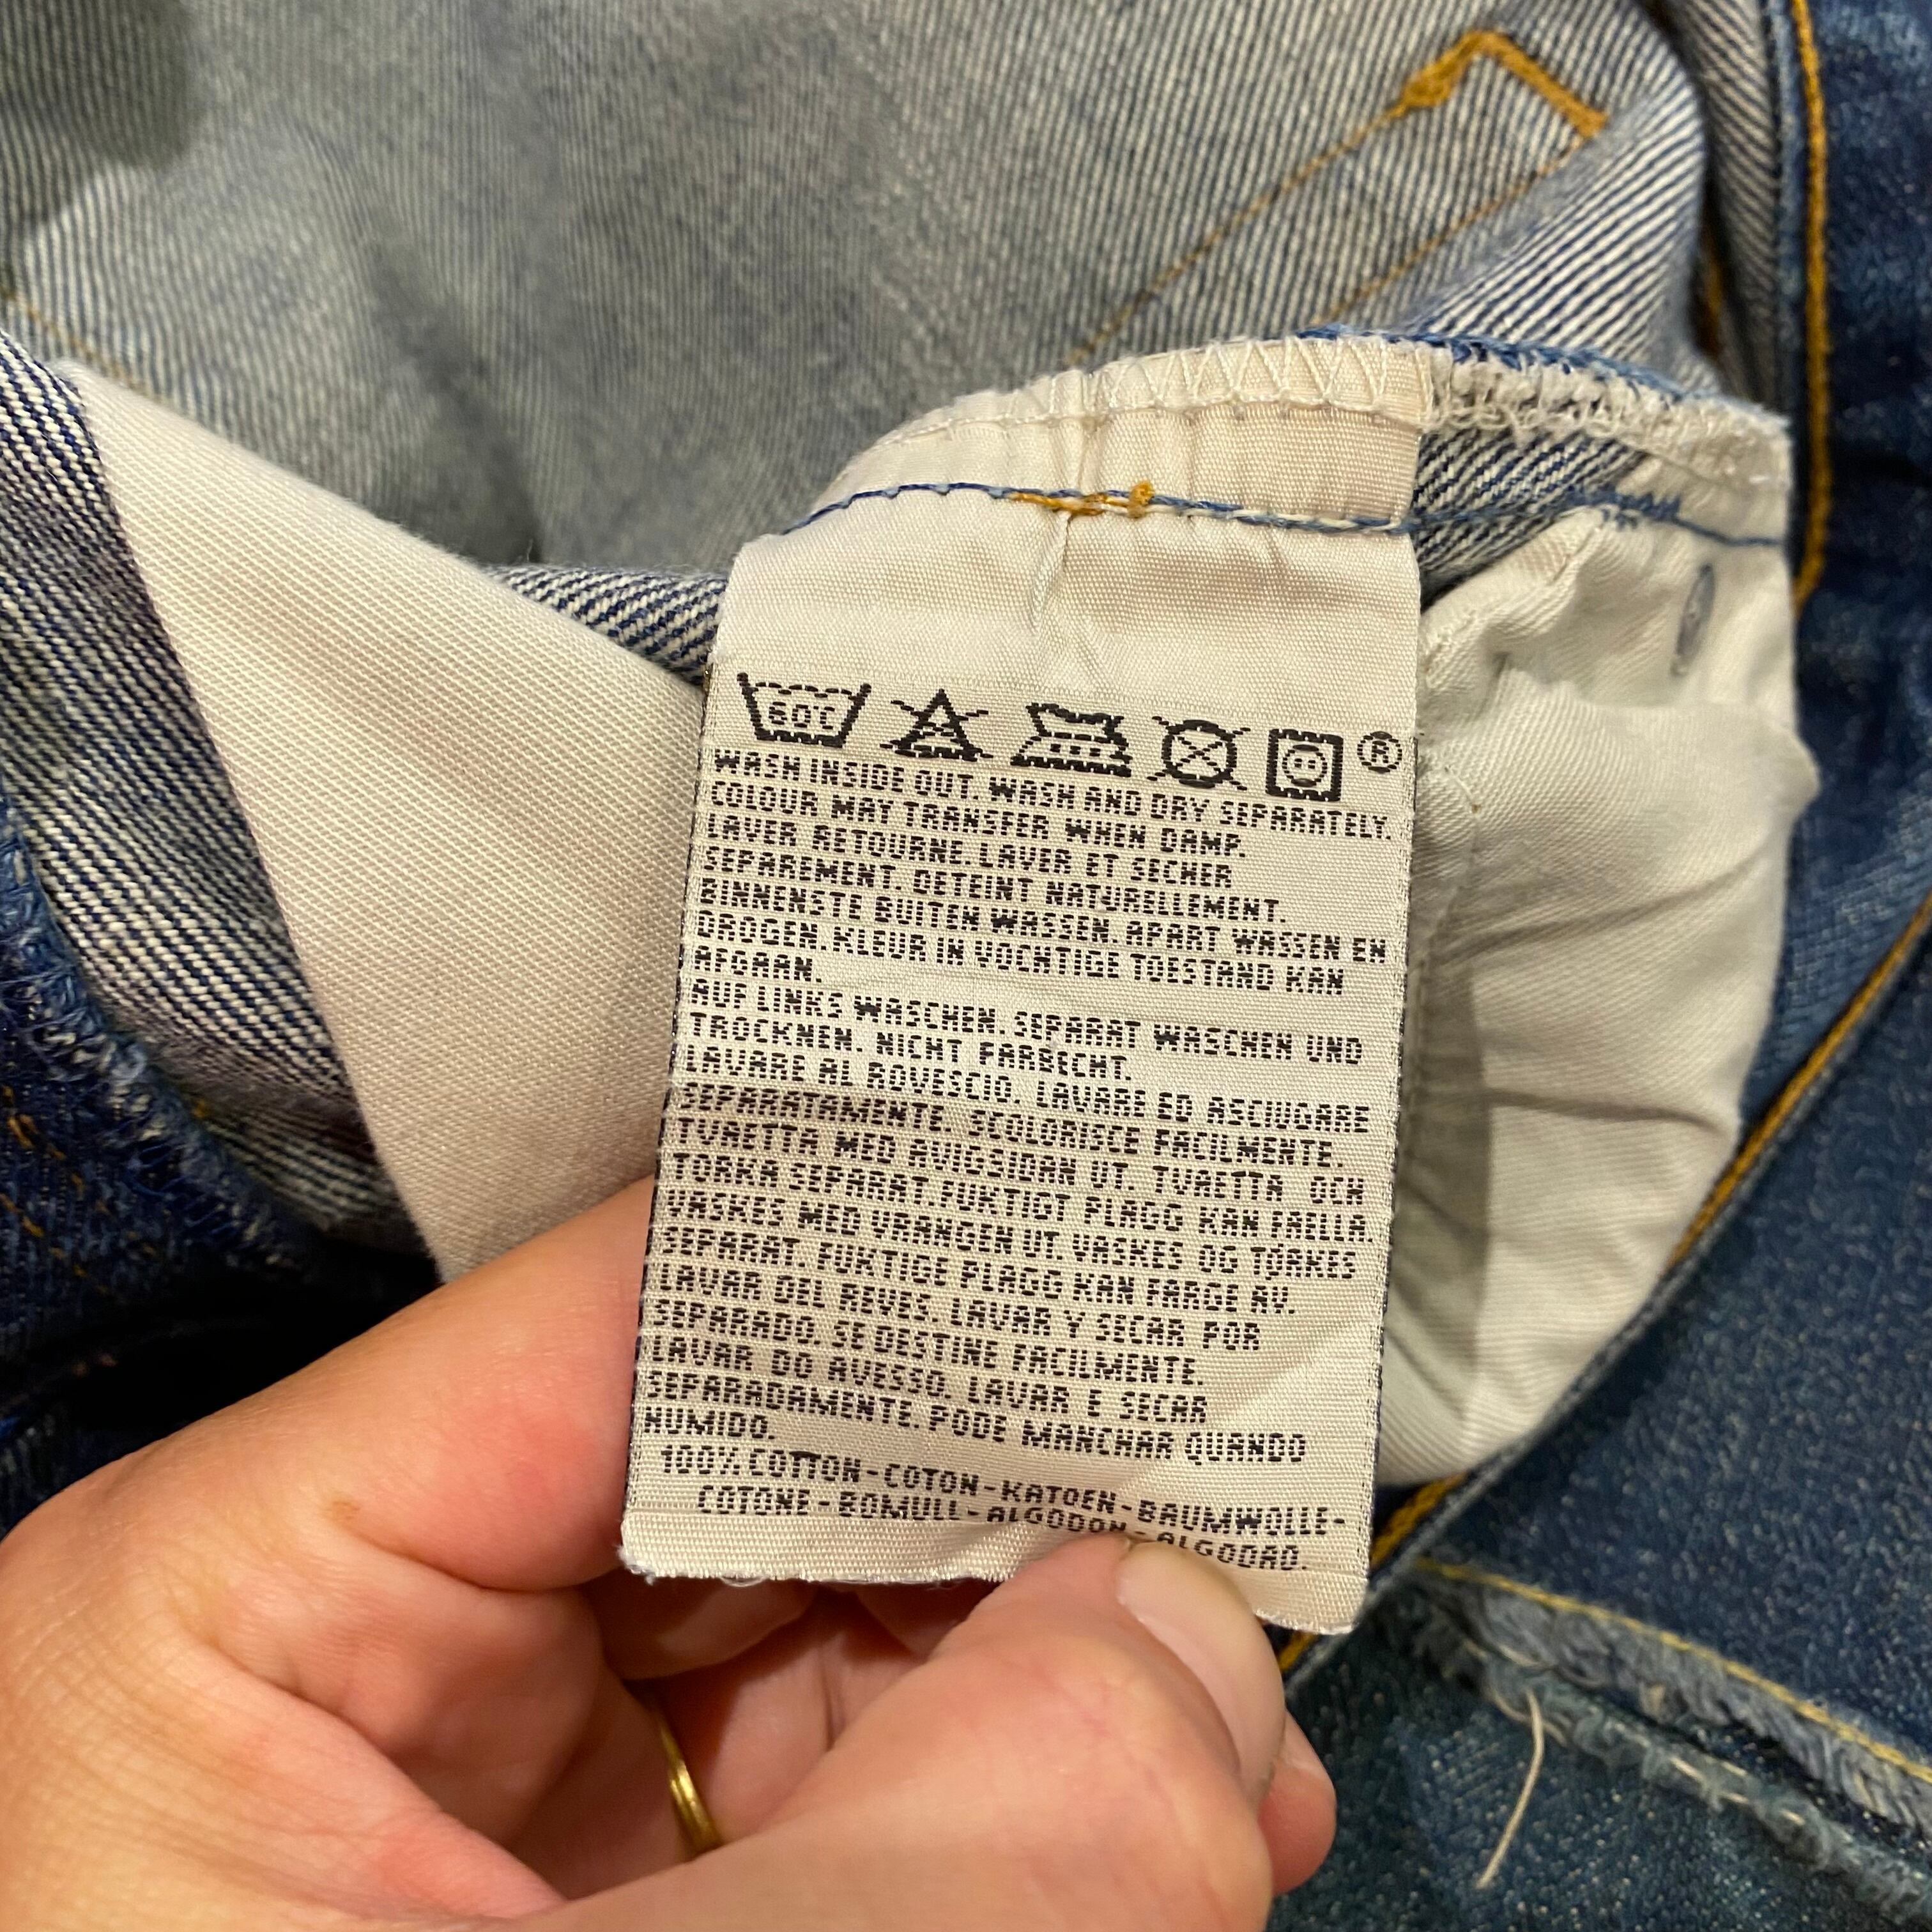 60°C
®
WASH INSIDE OUT. WASH AND DRY SEPARATELY.
COLOUR MAY TRANSFER WHEN DAMP.
LAVER RETOURNE. LAVER ET SECHER
SEPAREMENT. DETEINT NATURELLEMENT.
BINNENSTE BUITEN WASSEN. APART WASSEN EN
DROGEN. KLEUR IN VOCHTIGE TOESTAND KAN
AFGAAN.
AUF LINKS WASCHEN. SEPARAT WASCHEN UND
TROCKNEN. NICHT FARBECHT.
LAVARE AL ROVESCIO. LAVARE ED ASCIUGARE
SEPARATAMENTE. SCOLORISCE FACILMENTE.
TVAETTA MED AVIGSIDAN UT. TVAETTA OCH
TORKA SEPARAT. FUKTIGT PLAGG KAN FAELLA.
VASKES MED VRANGEN UT. VASKES OG TØRKES
SEPARAT. FUKTIGE PLAGG KAN FARGE AV.
LAVAR DEL REVES. LAVAR Y SECAR POR
SEPARADO. SE DESTINE FACILMENTE.
LAVAR DO AVESSO. LAVAR E SECAR
SEPARADAMENTE. PODE MANCHAR QUANDO
HUMIDO.
100% COTTON-COTON-KATOEN-BAUMWOLLE-
COTONE-BOMULL-ALGODON-ALGODAO.